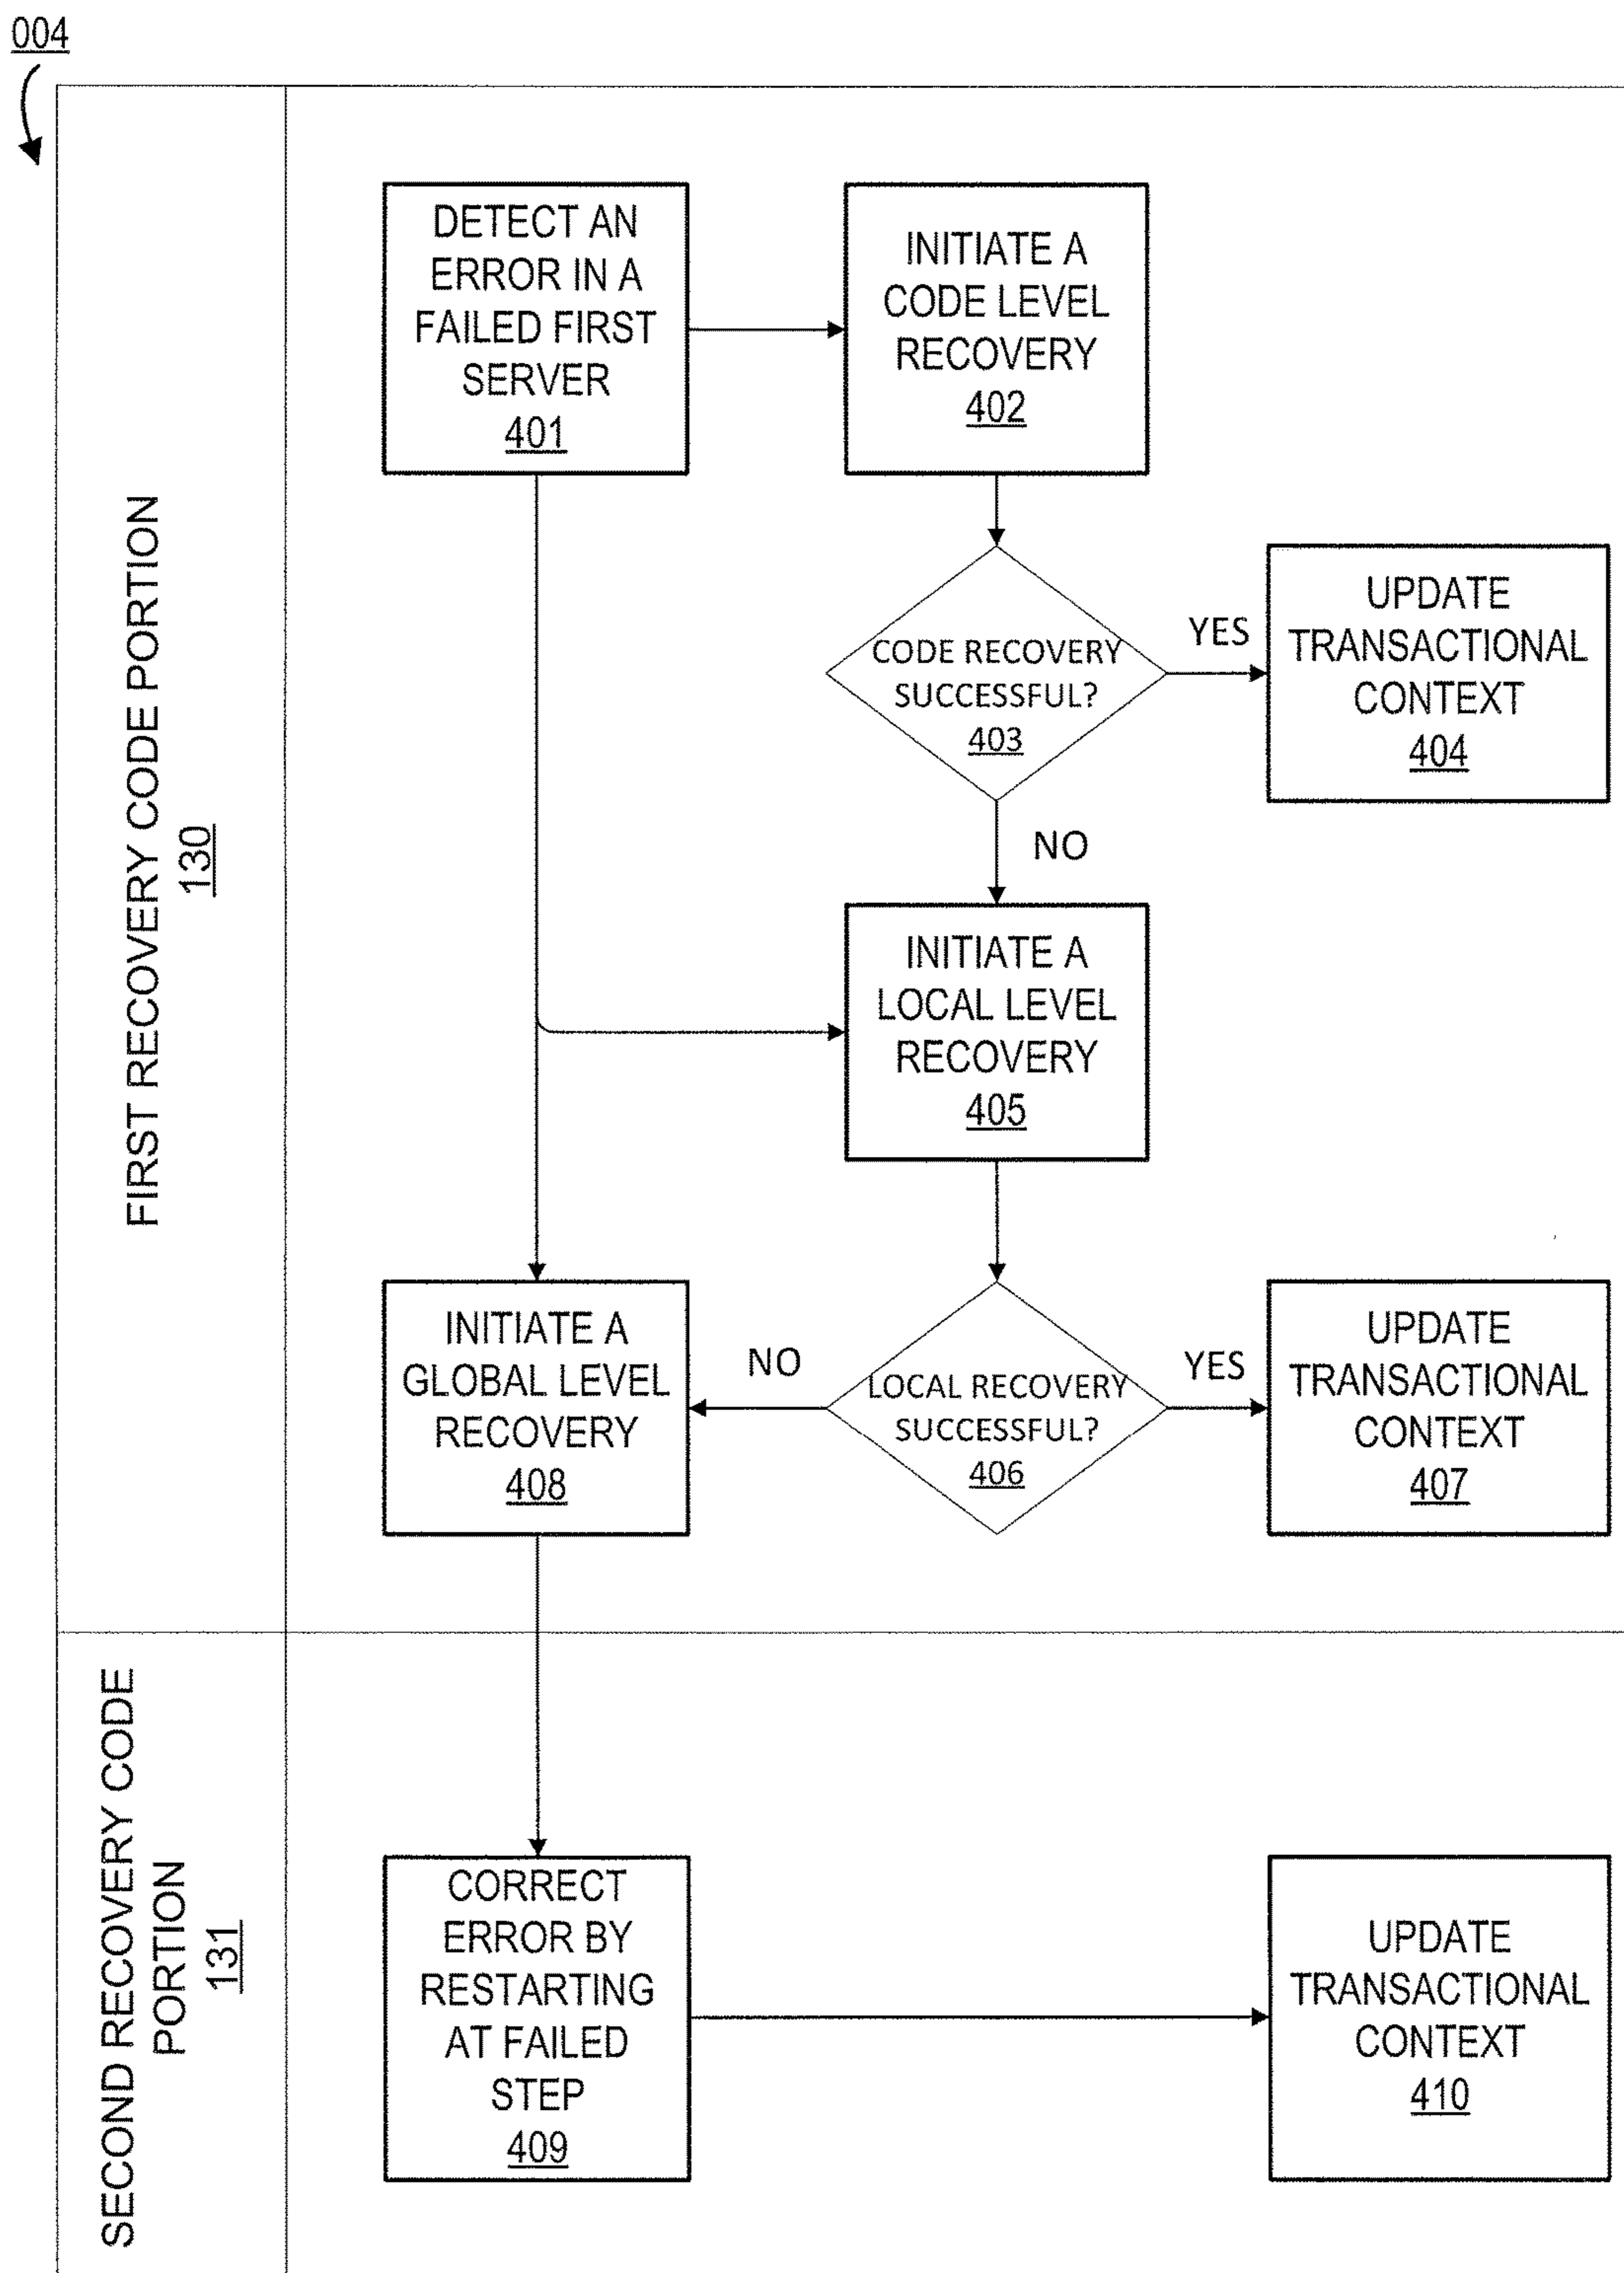 004
FIRST RECOVERY CODE PORTION
130
DETECT AN
ERROR IN A
FAILED FIRST
SERVER
401
INITIATE A
CODE LEVEL
RECOVERY
402
CODE RECOVERY
SUCCESSFUL?
403
YES
UPDATE
TRANSACTIONAL
CONTEXT
404
NO
INITIATE A
LOCAL LEVEL
RECOVERY
405
INITIATE A
GLOBAL LEVEL
RECOVERY
408
NO
LOCAL RECOVERY
SUCCESSFUL?
406
YES
UPDATE
TRANSACTIONAL
CONTEXT
407
SECOND RECOVERY CODE
PORTION
131
CORRECT
ERROR BY
RESTARTING
AT FAILED
STEP
409
UPDATE
TRANSACTIONAL
CONTEXT
410